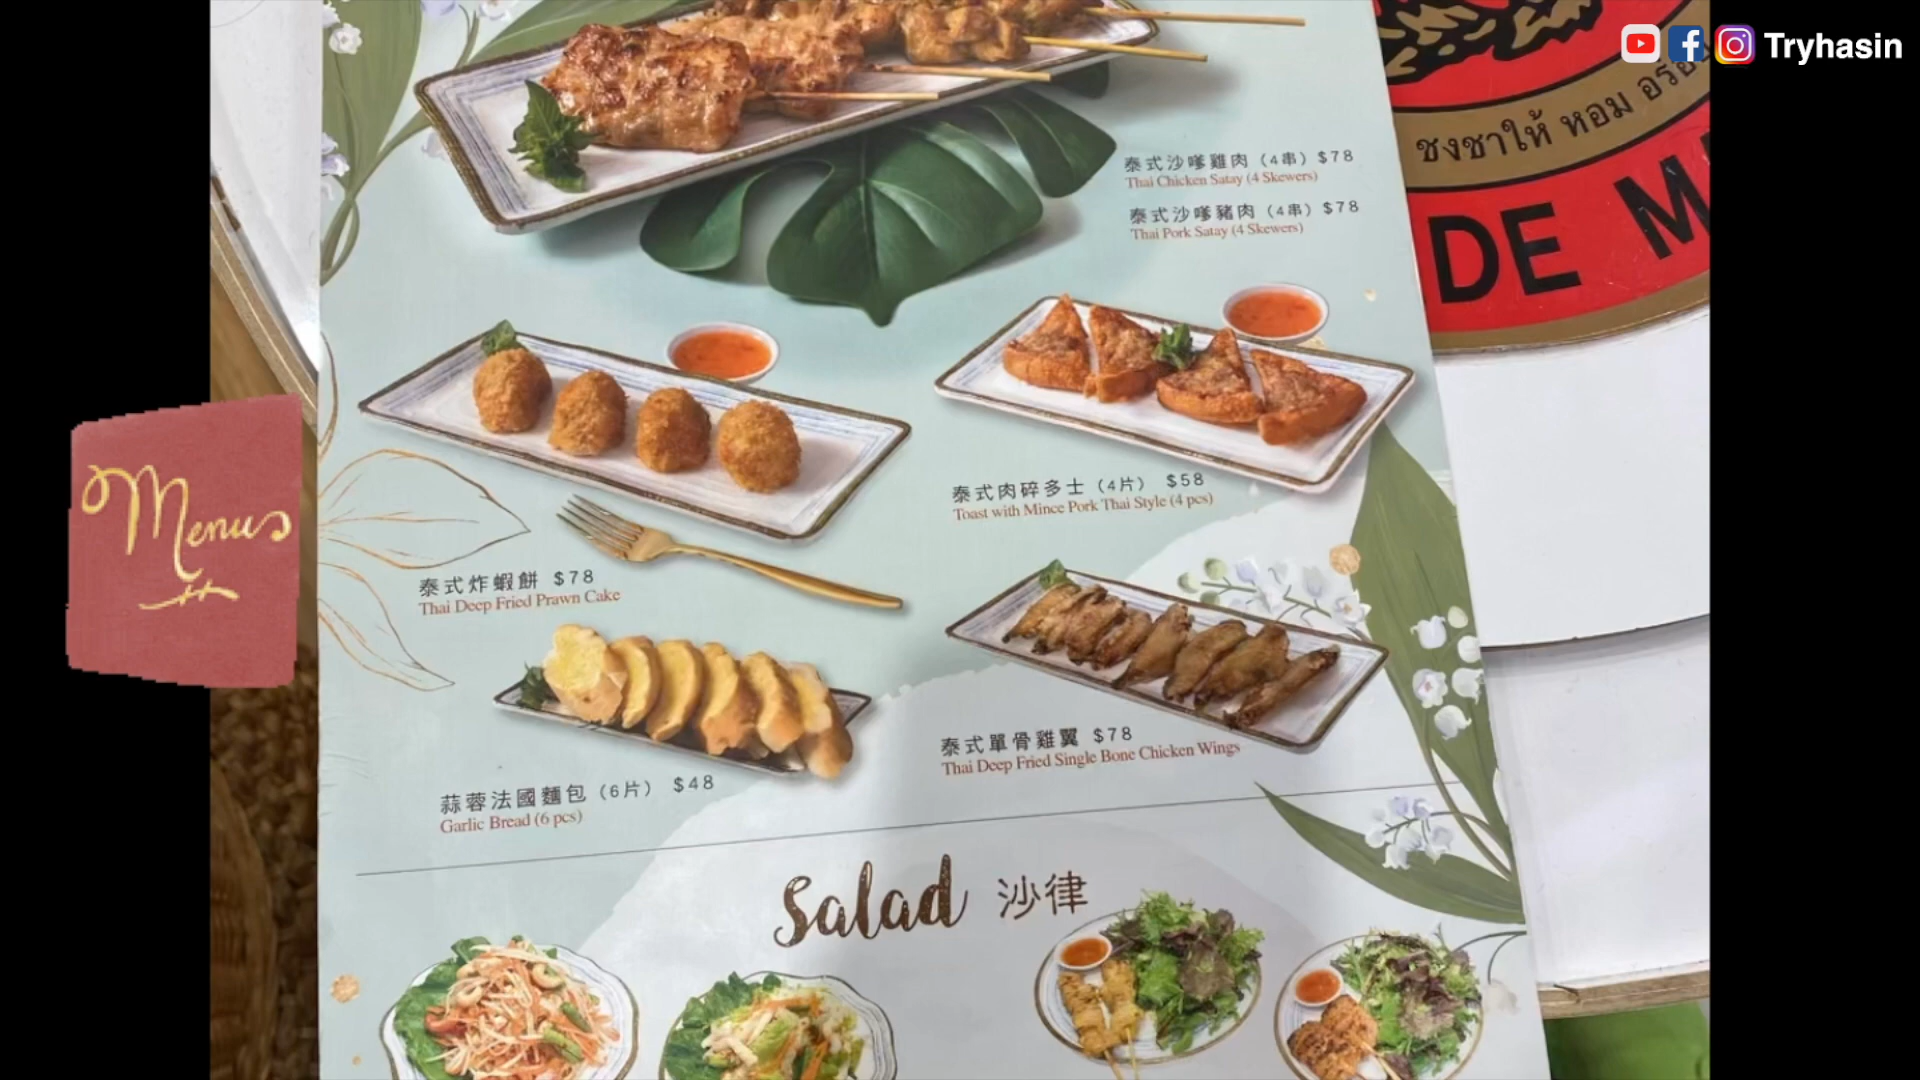 Tryhasin
ชงชาให้ หอม
DE
泰式沙嗲雞肉（4串）$78
Thai Chicken Satay (4 Skewers)
泰式沙嗲豬肉（4串）$78
Thai Pork Satay (4 Skewers)
泰式肉碎多士（4片） $58
Toast with Mince Pork Thai Style (4 pcs)
泰式炸蝦餅 $78
Thai Deep Fried Prawn Cake
Menus
泰式單骨雞翼 $78
Thai Deep Fried Single Bone Chicken Wings
蒜蓉法國麵包（6片） $48
Garlic Bread (6 pcs)
Salad 沙律